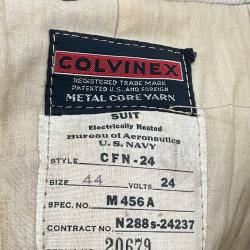 COLVINEX
REGISTERED TRADE MARK
PATENTED U.S. AND FOREIGN
METAL CORE YARN
SUIT
Electrically Heated
Bureau of Aeronautics
U. S. NAVY
STYLE CFN-24
SIZE 44 VOLTS 24
SPEC. NO. M 456 A
CONTRACT NO. N288s-24237
20679